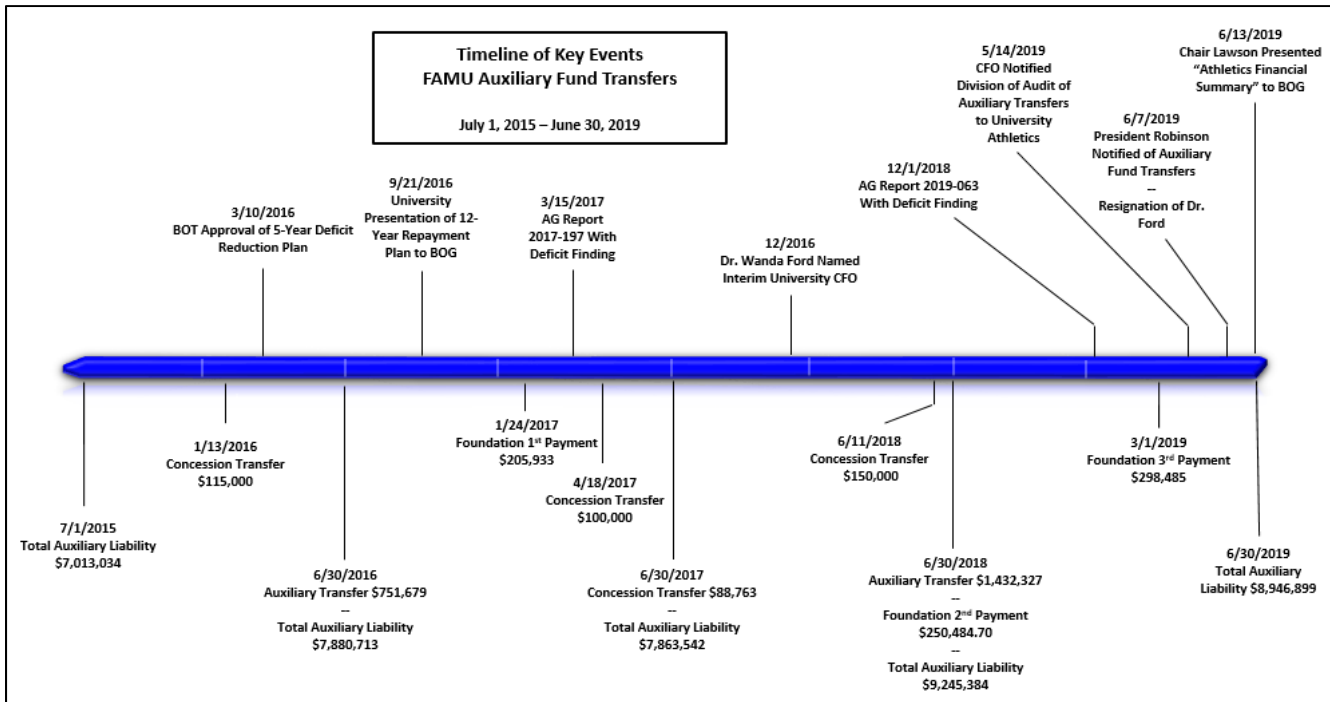 Timeline of Key Events
FAMU Auxiliary Fund Transfers
July 1, 2015 – June 30, 2019
3/10/2016
BOT Approval of 5-Year Deficit
Reduction Plan
9/21/2016
University
Presentation of 12-
Year Repayment
Plan to BOG
3/15/2017
AG Report
2017-197 With
Deficit Finding
12/2016
Dr. Wanda Ford Named
Interim University CFO
12/1/2018
AG Report 2019-063
With Deficit Finding
5/14/2019
CFO Notified
Division of Audit of
Auxiliary Transfers
to University
Athletics
6/7/2019
President Robinson
Notified of Auxiliary
Fund Transfers
--
Resignation of Dr.
Ford
6/13/2019
Chair Lawson Presented
“Athletics Financial
Summary” to BOG
7/1/2015
Total Auxiliary Liability
$7,013,034
1/13/2016
Concession Transfer
$115,000
6/30/2016
Auxiliary Transfer $751,679
--
Total Auxiliary Liability
$7,880,713
1/24/2017
Foundation 1st Payment
$205,933
4/18/2017
Concession Transfer
$100,000
6/30/2017
Concession Transfer $88,763
--
Total Auxiliary Liability
$7,863,542
6/11/2018
Concession Transfer
$150,000
6/30/2018
Auxiliary Transfer $1,432,327
--
Foundation 2nd Payment
$250,484.70
--
Total Auxiliary Liability
$9,245,384
3/1/2019
Foundation 3rd Payment
$298,485
6/30/2019
Total Auxiliary
Liability $8,946,899